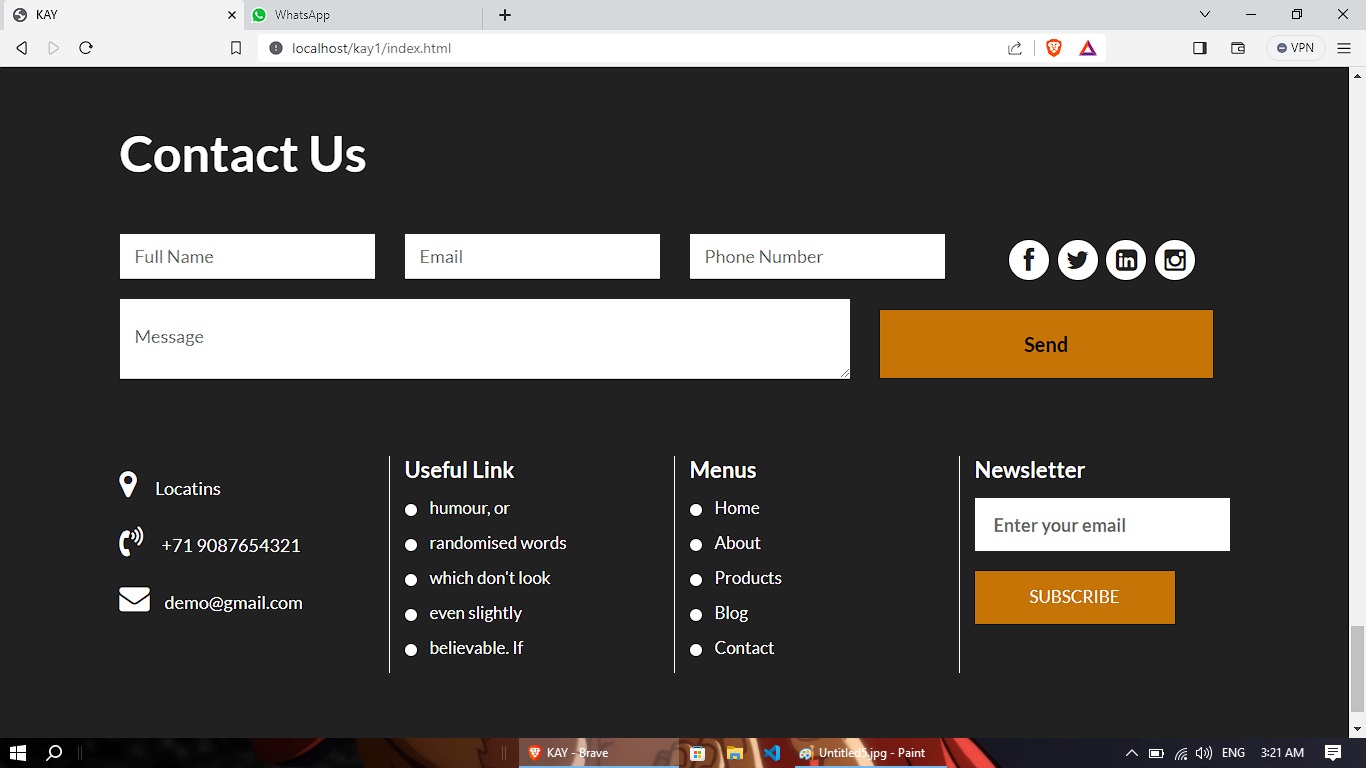 KAY
WhatsApp
localhost/kay1/index.html
VPN
Contact Us
Full Name
Email
Phone Number
Message
Send
Locatins
+71 9087654321
demo@gmail.com
Useful Link
humour, or
randomised words
which don't look
even slightly
believable. If
Menus
Home
About
Products
Blog
Contact
Newsletter
Enter your email
SUBSCRIBE
KAY - Brave
Untitled5.jpg - Paint
ENG
3:21 AM